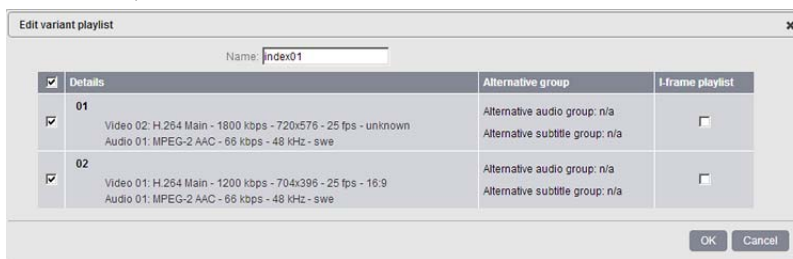 Edit variant playlist
Name: index01
Details Alternative group I-frame playlist
01
Video 02: H.264 Main - 1800 kbps - 720x576 - 25 fps - unknown
Audio 01: MPEG-2 AAC - 66 kbps - 48 kHz - swe
Alternative audio group: n/a
Alternative subtitle group: n/a
02
Video 01: H.264 Main - 1200 kbps - 704x396 - 25 fps - 16:9
Audio 01: MPEG-2 AAC - 66 kbps - 48 kHz - swe
Alternative audio group: n/a
Alternative subtitle group: n/a
OK Cancel